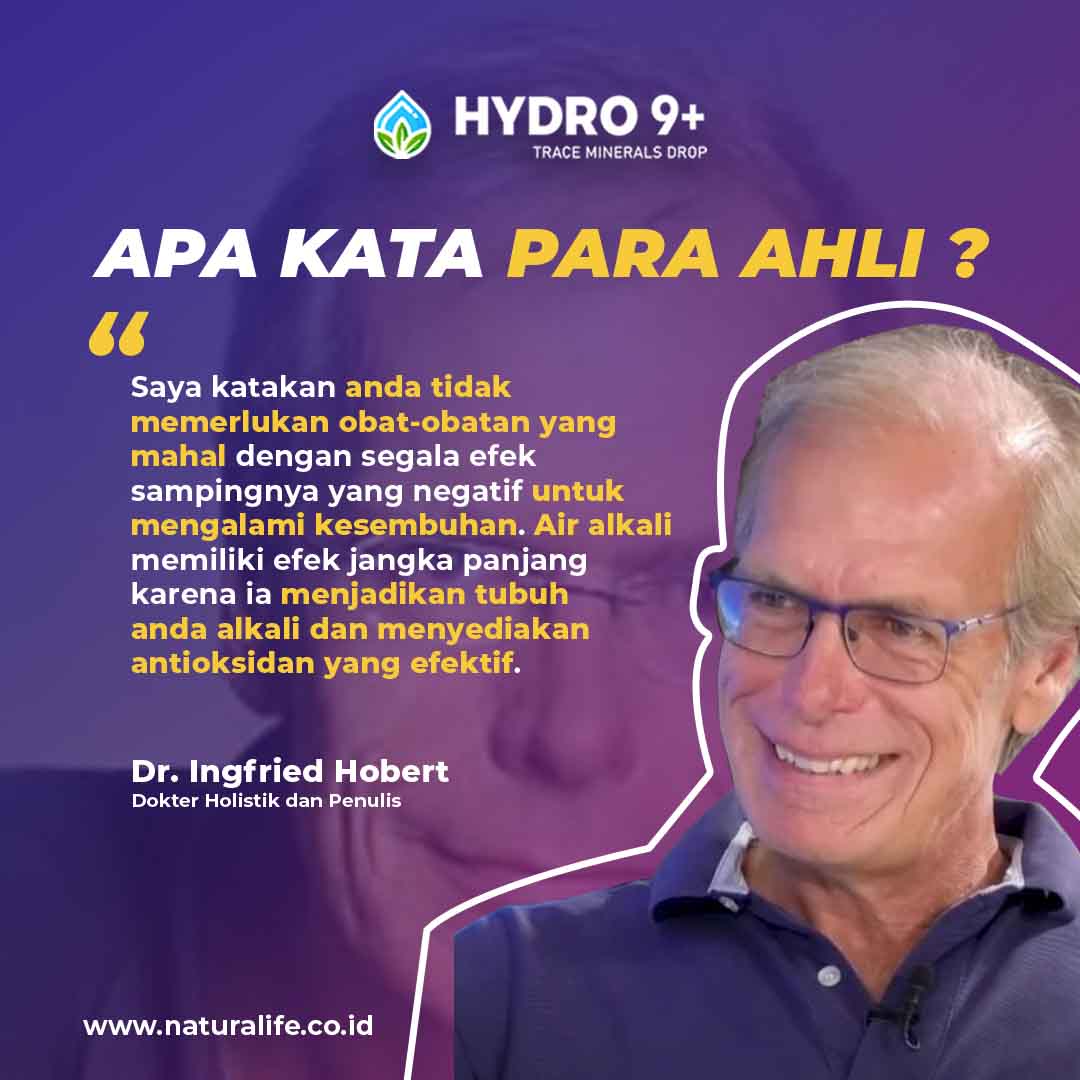 HYDRO 9+
TRACE MINERALS DROP
APA KATA PARA AHLI ?
“
Saya katakan anda tidak
memerlukan obat-obatan yang
mahal dengan segala efek
sampingnya yang negatif untuk
mengalami kesembuhan. Air alkali
memiliki efek jangka panjang
karena ia menjadikan tubuh
anda alkali dan menyediakan
antioksidan yang efektif.
Dr. Ingfried Hobert
Dokter Holistik dan Penulis
www.naturalife.co.id